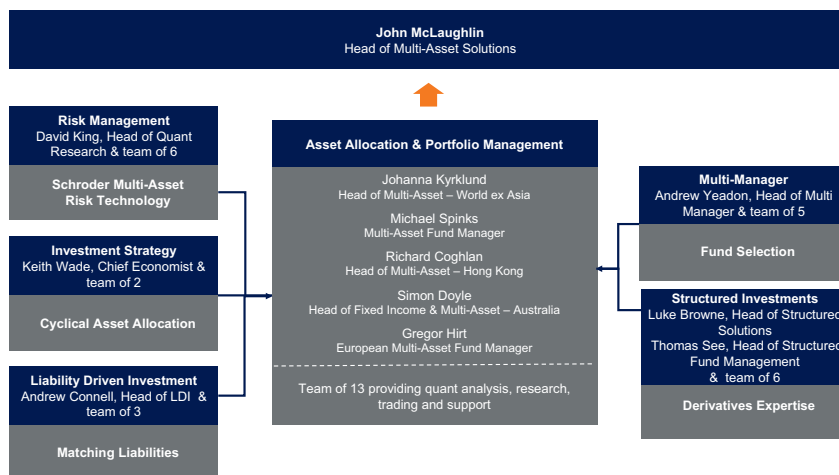 John McLaughlin
Head of Multi-Asset Solutions
Risk Management
David King, Head of Quant
Research & team of 6
Schroder Multi-Asset
Risk Technology
Investment Strategy
Keith Wade, Chief Economist &
team of 2
Cyclical Asset Allocation
Liability Driven Investment
Andrew Connell, Head of LDI &
team of 3
Matching Liabilities
Asset Allocation & Portfolio Management
Johanna Kyrklund
Head of Multi-Asset – World ex Asia
Michael Spinks
Multi-Asset Fund Manager
Richard Coghlan
Head of Multi-Asset – Hong Kong
Simon Doyle
Head of Fixed Income & Multi-Asset – Australia
Gregor Hirt
European Multi-Asset Fund Manager
Team of 13 providing quant analysis, research,
trading and support
Multi-Manager
Andrew Yeadon, Head of Multi
Manager & team of 5
Fund Selection
Structured Investments
Luke Browne, Head of Structured
Solutions
Thomas See, Head of Structured
Fund Management
& team of 6
Derivatives Expertise